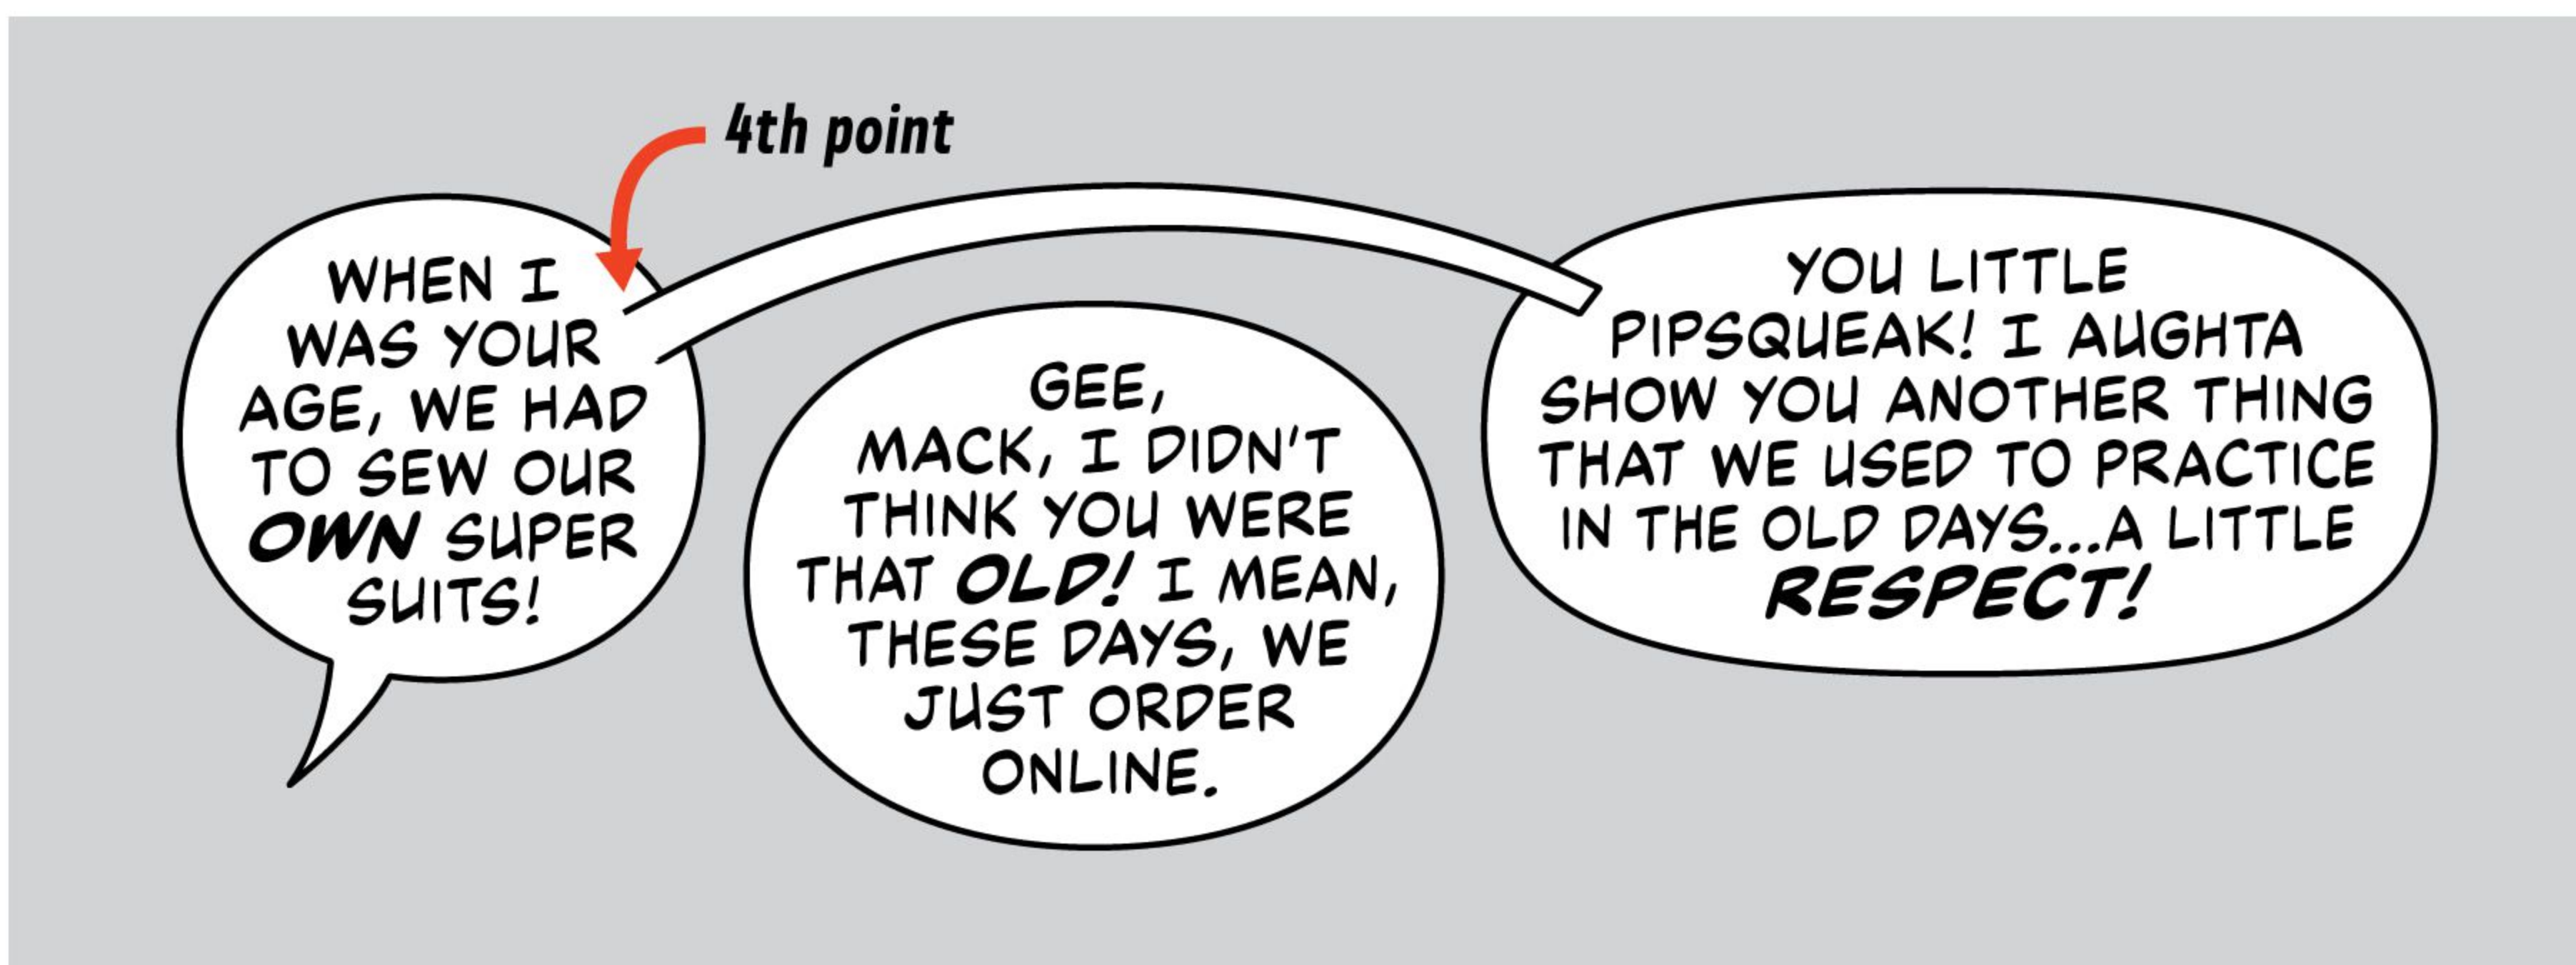 4th point
WHEN I
WAS YOUR
AGE, WE HAD
TO SEW OUR
OWN SUPER
SUITS!
GEE,
MACK, I DIDN'T
THINK YOU WERE
THAT OLD! I MEAN,
THESE DAYS, WE
JUST ORDER
ONLINE.
YOU LITTLE
PIPSQUEAK! I AUGHTA
SHOW YOU ANOTHER THING
THAT WE USED TO PRACTICE
IN THE OLD DAYS...A LITTLE
RESPECT!